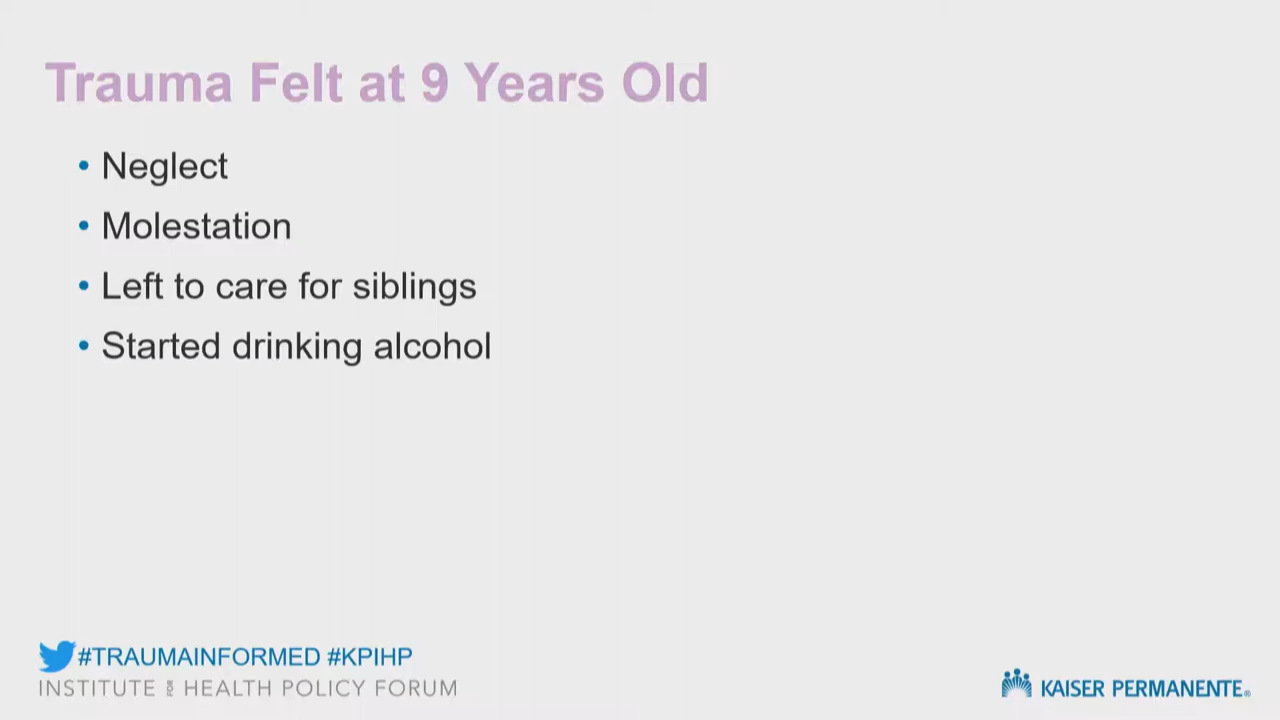 Trauma Felt at 9 Years Old
• Neglect
• Molestation
• Left to care for siblings
• Started drinking alcohol
#TRAUMAINFORMED #KPIHP
INSTITUTE FOR HEALTH POLICY FORUM
KAISER PERMANENTE®